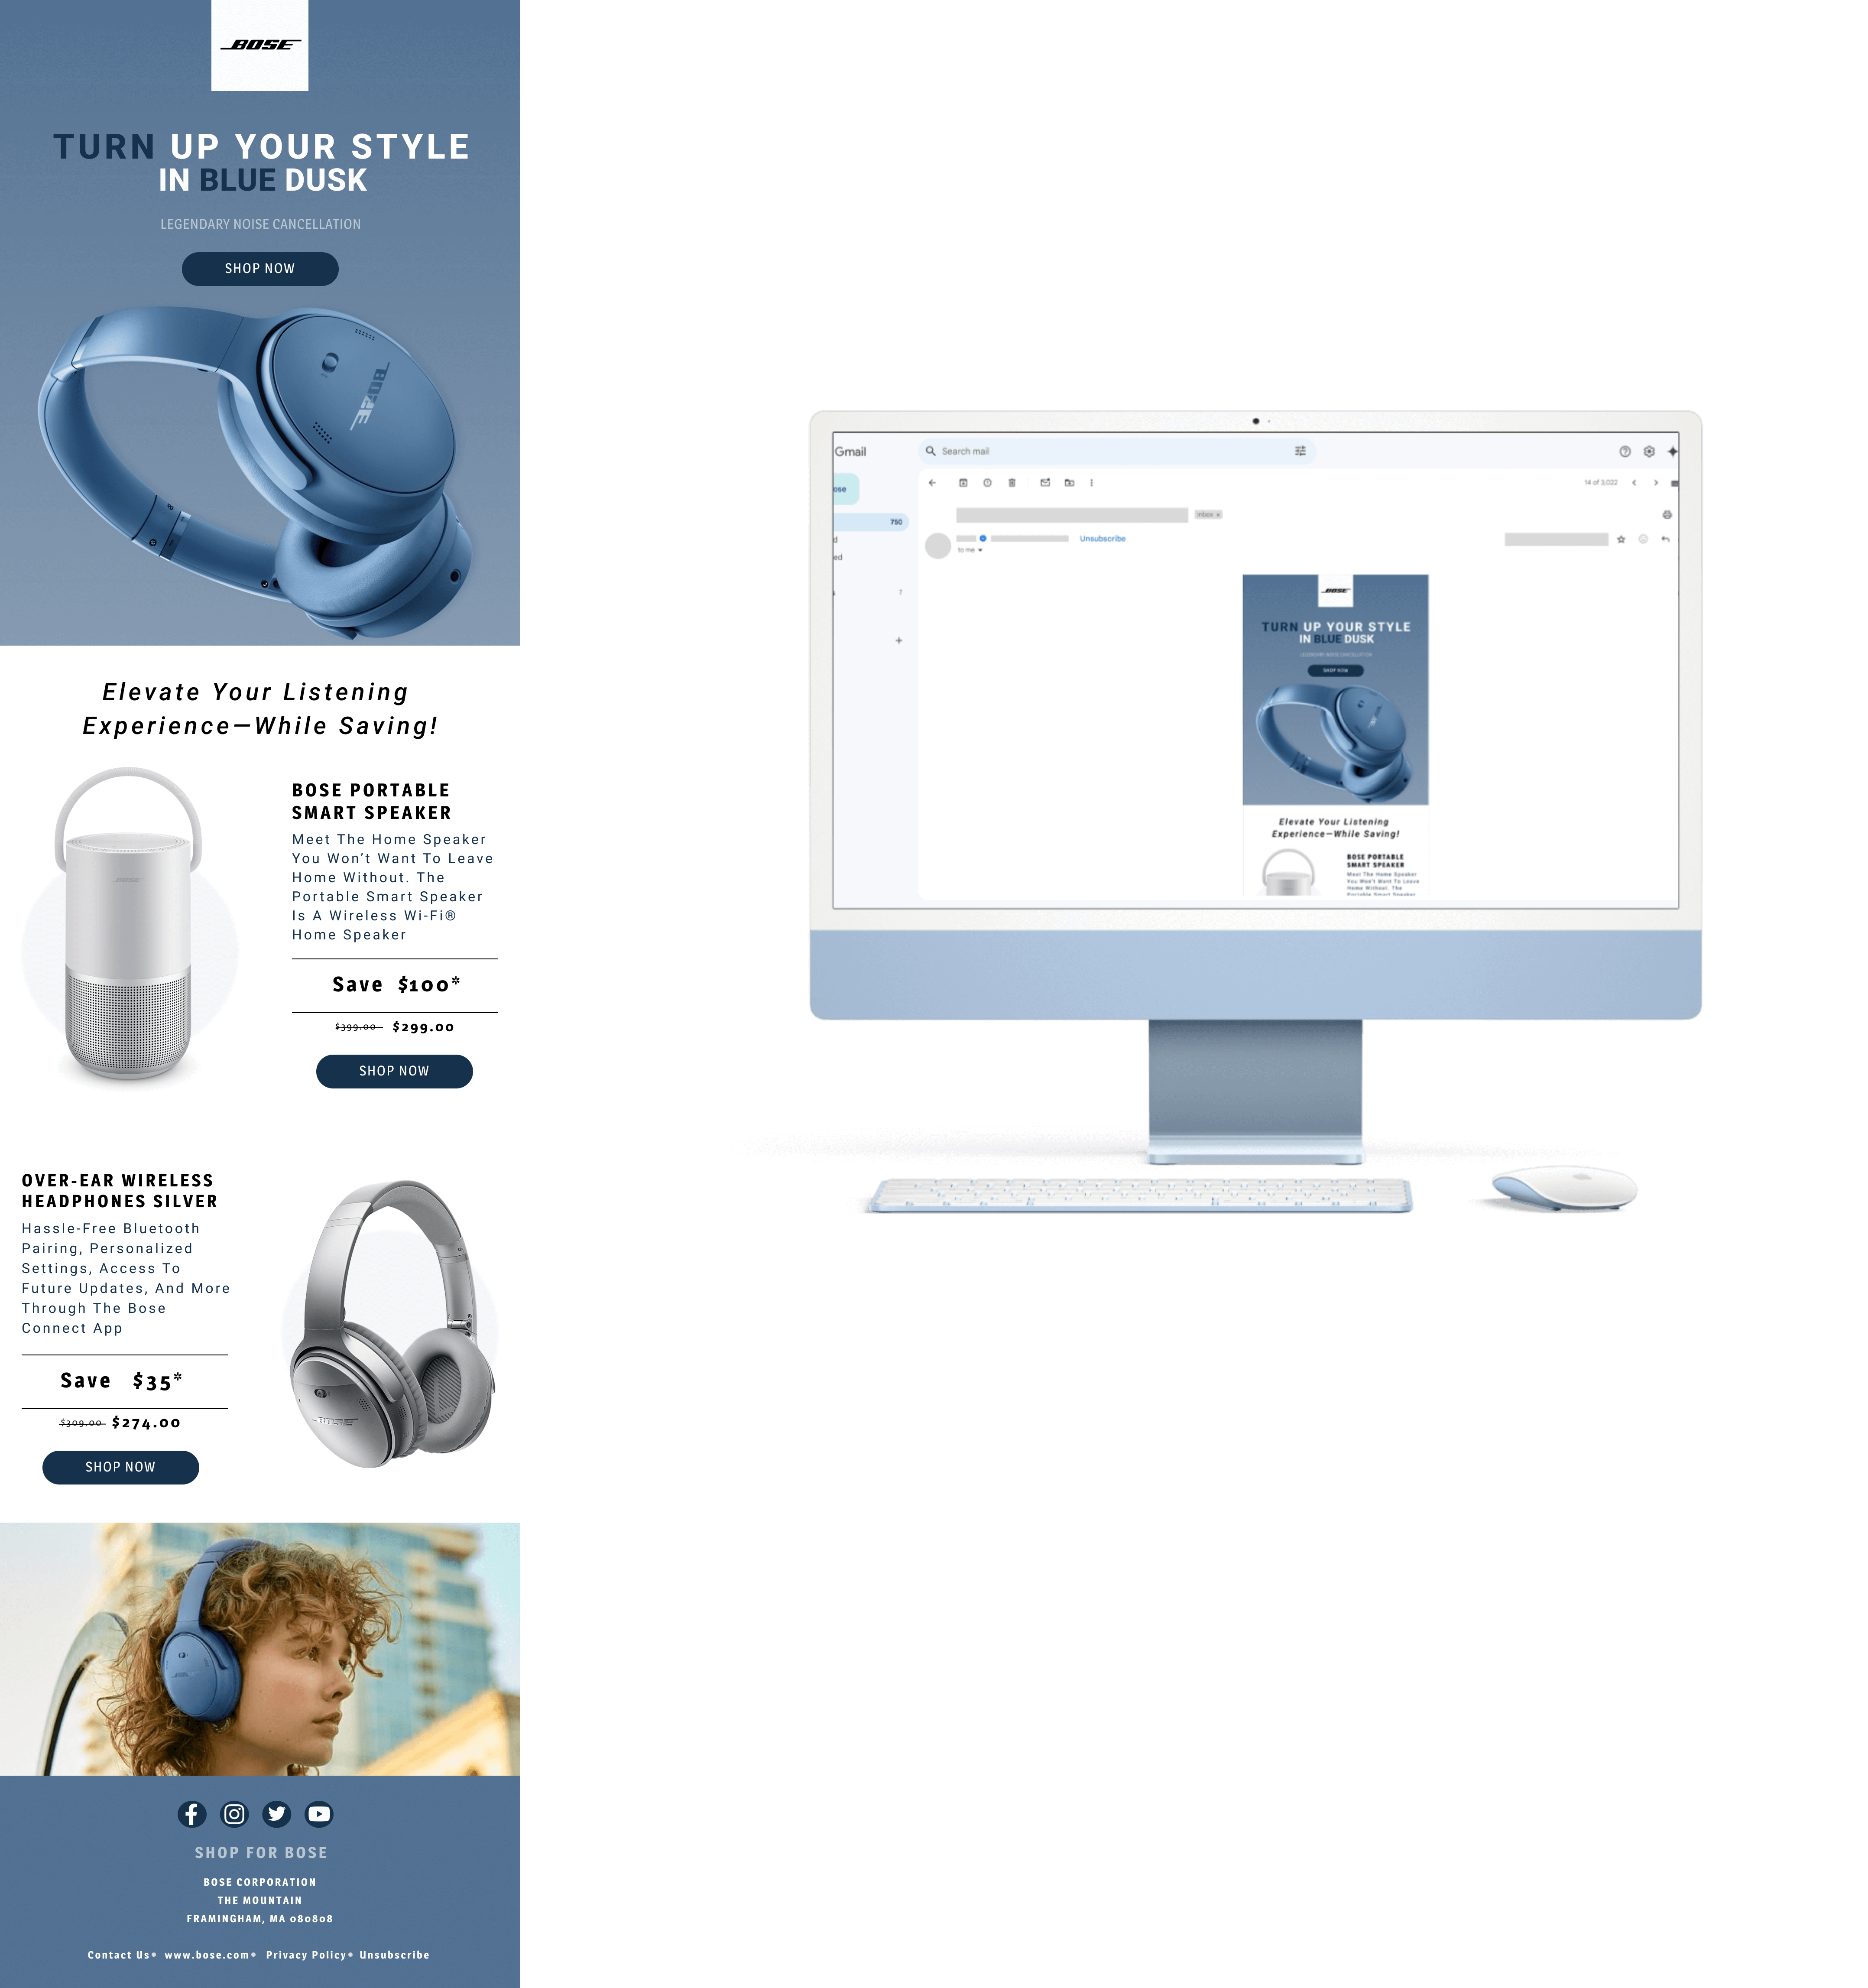 BOSE
TURN UP YOUR STYLE
IN BLUE DUSK
LEGENDARY NOISE CANCELLATION
SHOP NOW
BOSE
Elevate Your Listening
Experience—While Saving!
BOSE
BOSE PORTABLE
SMART SPEAKER
Meet The Home Speaker
You Won’t Want To Leave
Home Without. The
Portable Smart Speaker
Is A Wireless Wi-Fi®
Home Speaker
Save $100*
$399.00 $299.00
SHOP NOW
OVER-EAR WIRELESS
HEADPHONES SILVER
Hassle-Free Bluetooth
Pairing, Personalized
Settings, Access To
Future Updates, And More
Through The Bose
Connect App
Save $35*
$309.00 $274.00
SHOP NOW
BOSE
BOSE
SHOP FOR BOSE
BOSE CORPORATION
THE MOUNTAIN
FRAMINGHAM, MA 080808
Contact Us• www.bose.com• Privacy Policy• Unsubscribe
Gmail
Search mail
ose
14 of 3,022
750
Inbox x
d
Unsubscribe
to me
ed
7
BOSE
TURN UP YOUR STYLE
IN BLUE DUSK
LEGENDARY NOISE CANCELLATION
SHOP NOW
Elevate Your Listening
Experience—While Saving!
BOSE PORTABLE
SMART SPEAKER
Meet The Home Speaker
You Won’t Want To Leave
Home Without. The
Portable Smart Speaker